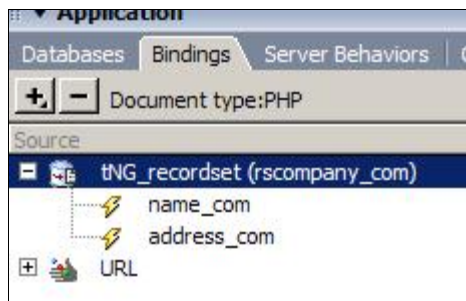 Application
Databases Bindings Server Behaviors
Document type:PHP
Source
tNG_recordset (rscompany_com)
name_com
address_com
URL